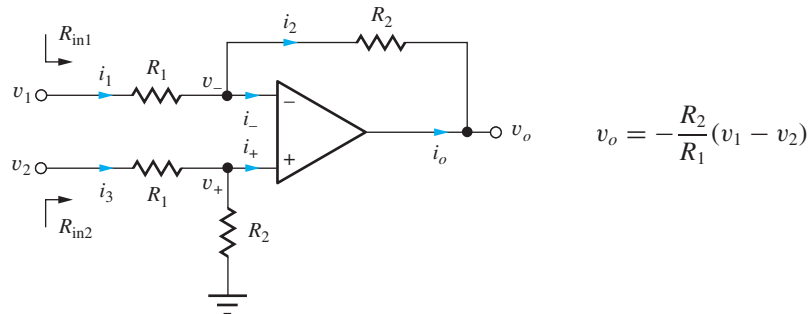 R_in1
i_2
R_2
v_1
i_1
R_1
v_−
−
i_−
i_+
+
i_o
v_o
v_2
i_3
R_1
v_+
R_in2
R_2
v_o = −R_2/R_1 (v_1 − v_2)